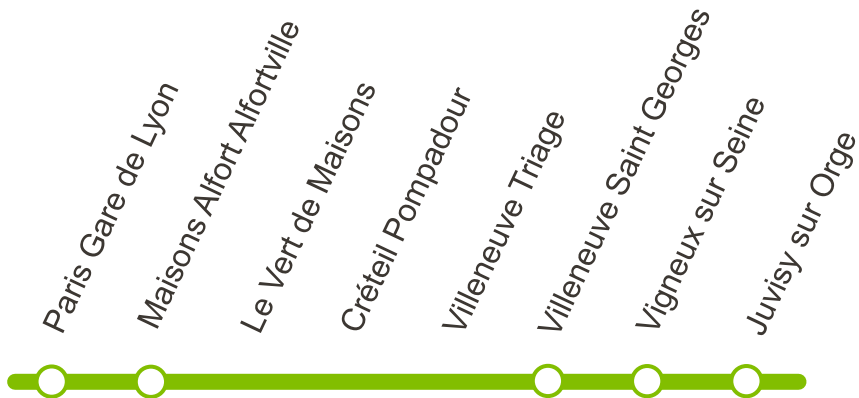 Paris Gare de Lyon
Maisons Alfort Alfortville
Le Vert de Maisons
Créteil Pompadour
Villeneuve Triage
Villeneuve Saint Georges
Vigneux sur Seine
Juvisy sur Orge